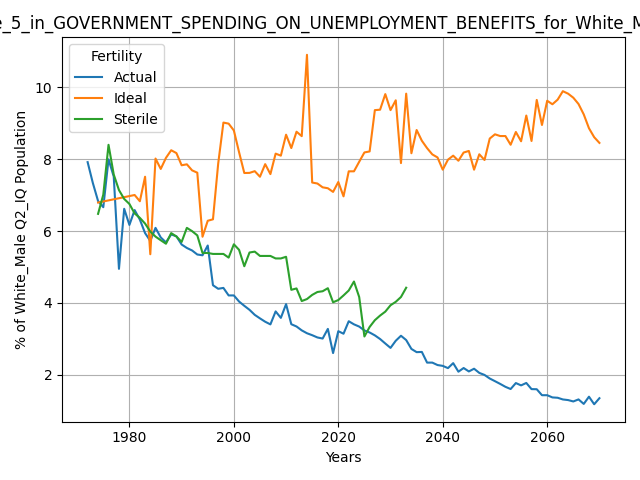 _5_in_GOVERNMENT_SPENDING_ON_UNEMPLOYMENT_BENEFITS_for_White_M
Fertility
Actual
Ideal
Sterile
% of White_Male Q2_IQ Population
10
8
6
4
2
1980
2000
2020
2040
2060
Years